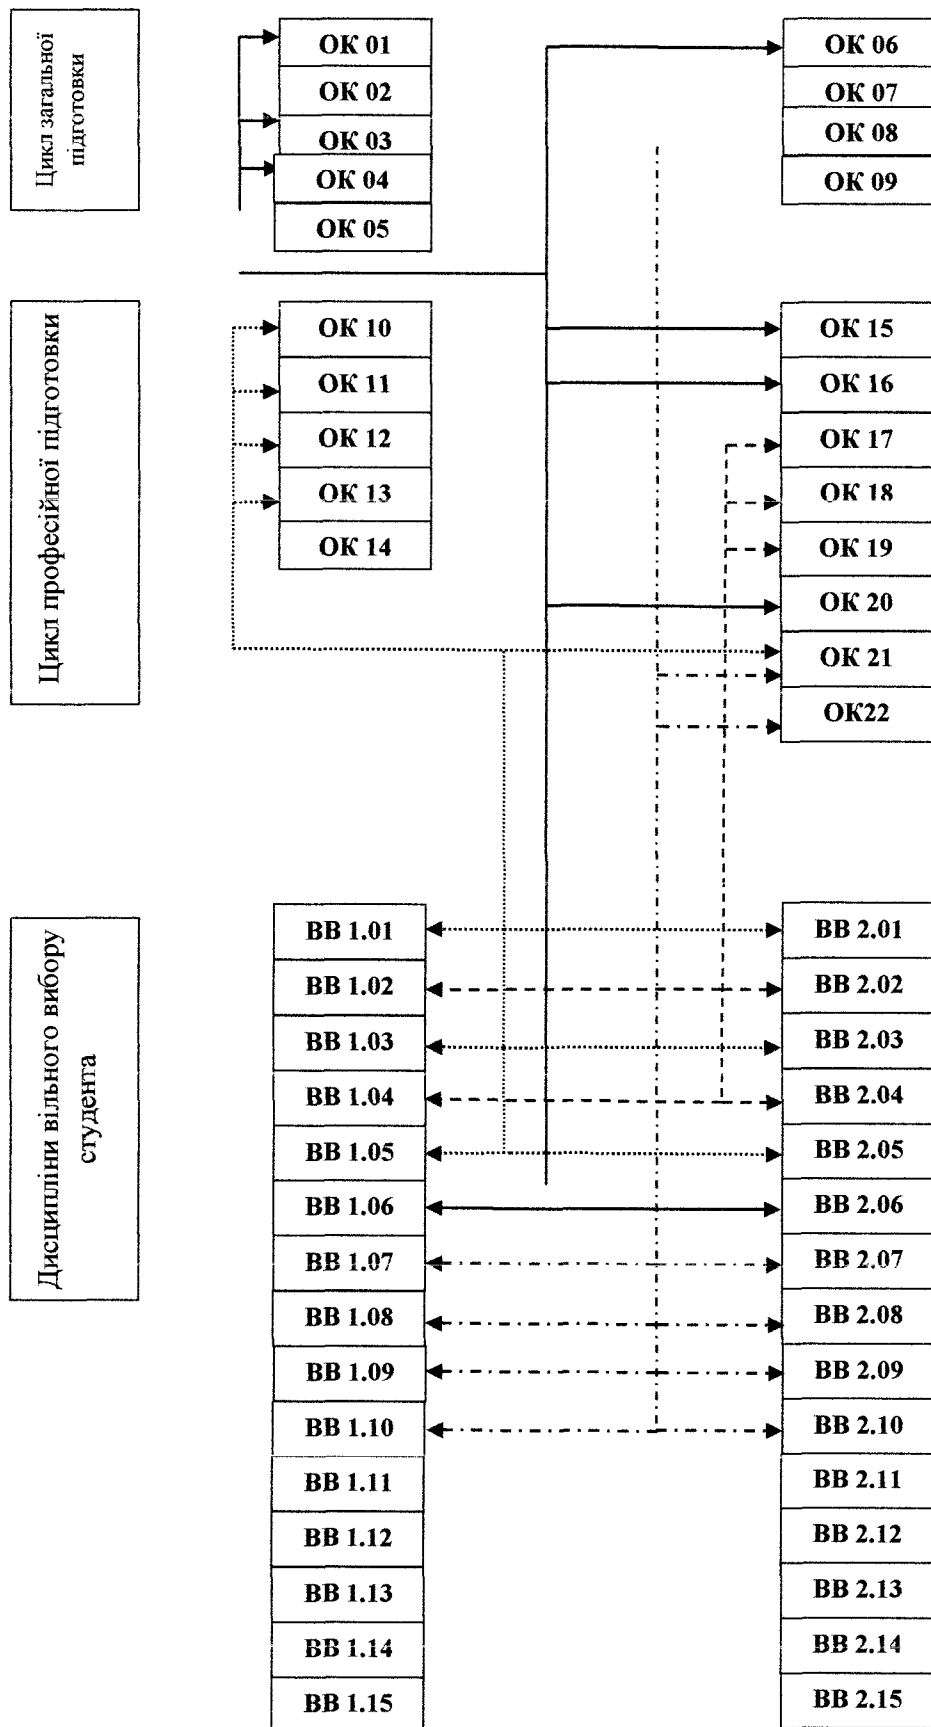 Цикл загальної
підготовки
ОК 01
ОК 02
ОК 03
ОК 04
ОК 05
ОК 06
ОК 07
ОК 08
ОК 09
Цикл професійної підготовки
ОК 10
ОК 11
ОК 12
ОК 13
ОК 14
ОК 15
ОК 16
ОК 17
ОК 18
ОК 19
ОК 20
ОК 21
ОК22
Дисципліни вільного вибору
студента
ВВ 1.01
ВВ 1.02
ВВ 1.03
ВВ 1.04
ВВ 1.05
ВВ 1.06
ВВ 1.07
ВВ 1.08
ВВ 1.09
ВВ 1.10
ВВ 1.11
ВВ 1.12
ВВ 1.13
ВВ 1.14
ВВ 1.15
ВВ 2.01
ВВ 2.02
ВВ 2.03
ВВ 2.04
ВВ 2.05
ВВ 2.06
ВВ 2.07
ВВ 2.08
ВВ 2.09
ВВ 2.10
ВВ 2.11
ВВ 2.12
ВВ 2.13
ВВ 2.14
ВВ 2.15